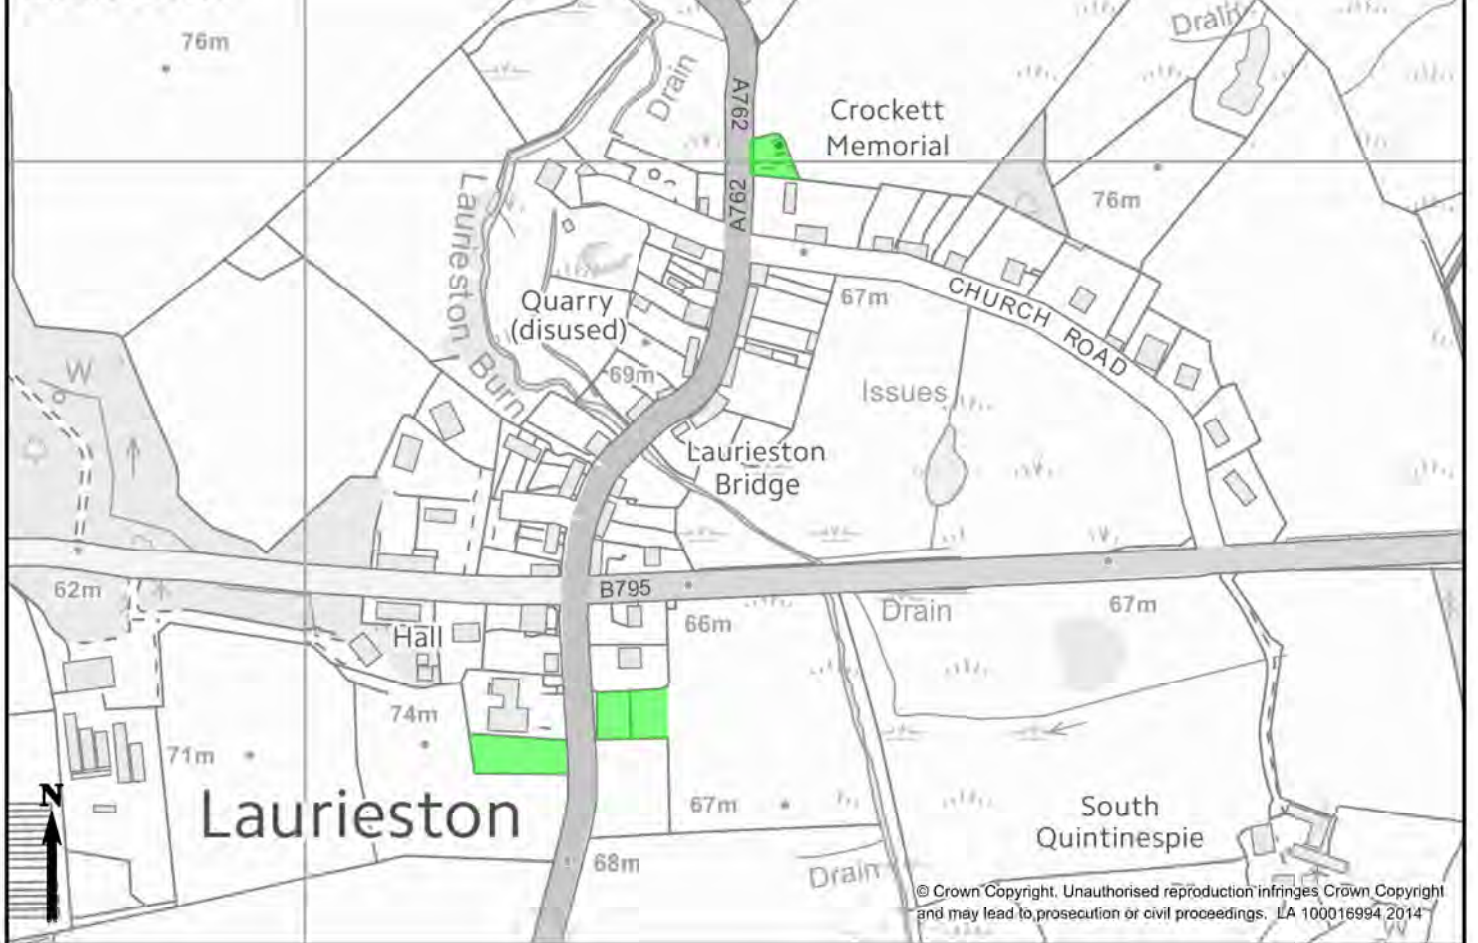 Drain
76m
Drain
A762
Crockett
Memorial
A762
76m
Laurieston Burn
Quarry
(disused)
67m
CHURCH ROAD
69m
W
Issues
Laurieston
Bridge
62m
B795
Drain
67m
66m
Hall
74m
71m
N
Laurieston
67m
South
Quintinespie
68m
Drain
© Crown Copyright. Unauthorised reproduction infringes Crown Copyright
and may lead to prosecution or civil proceedings. LA 100016994 2014